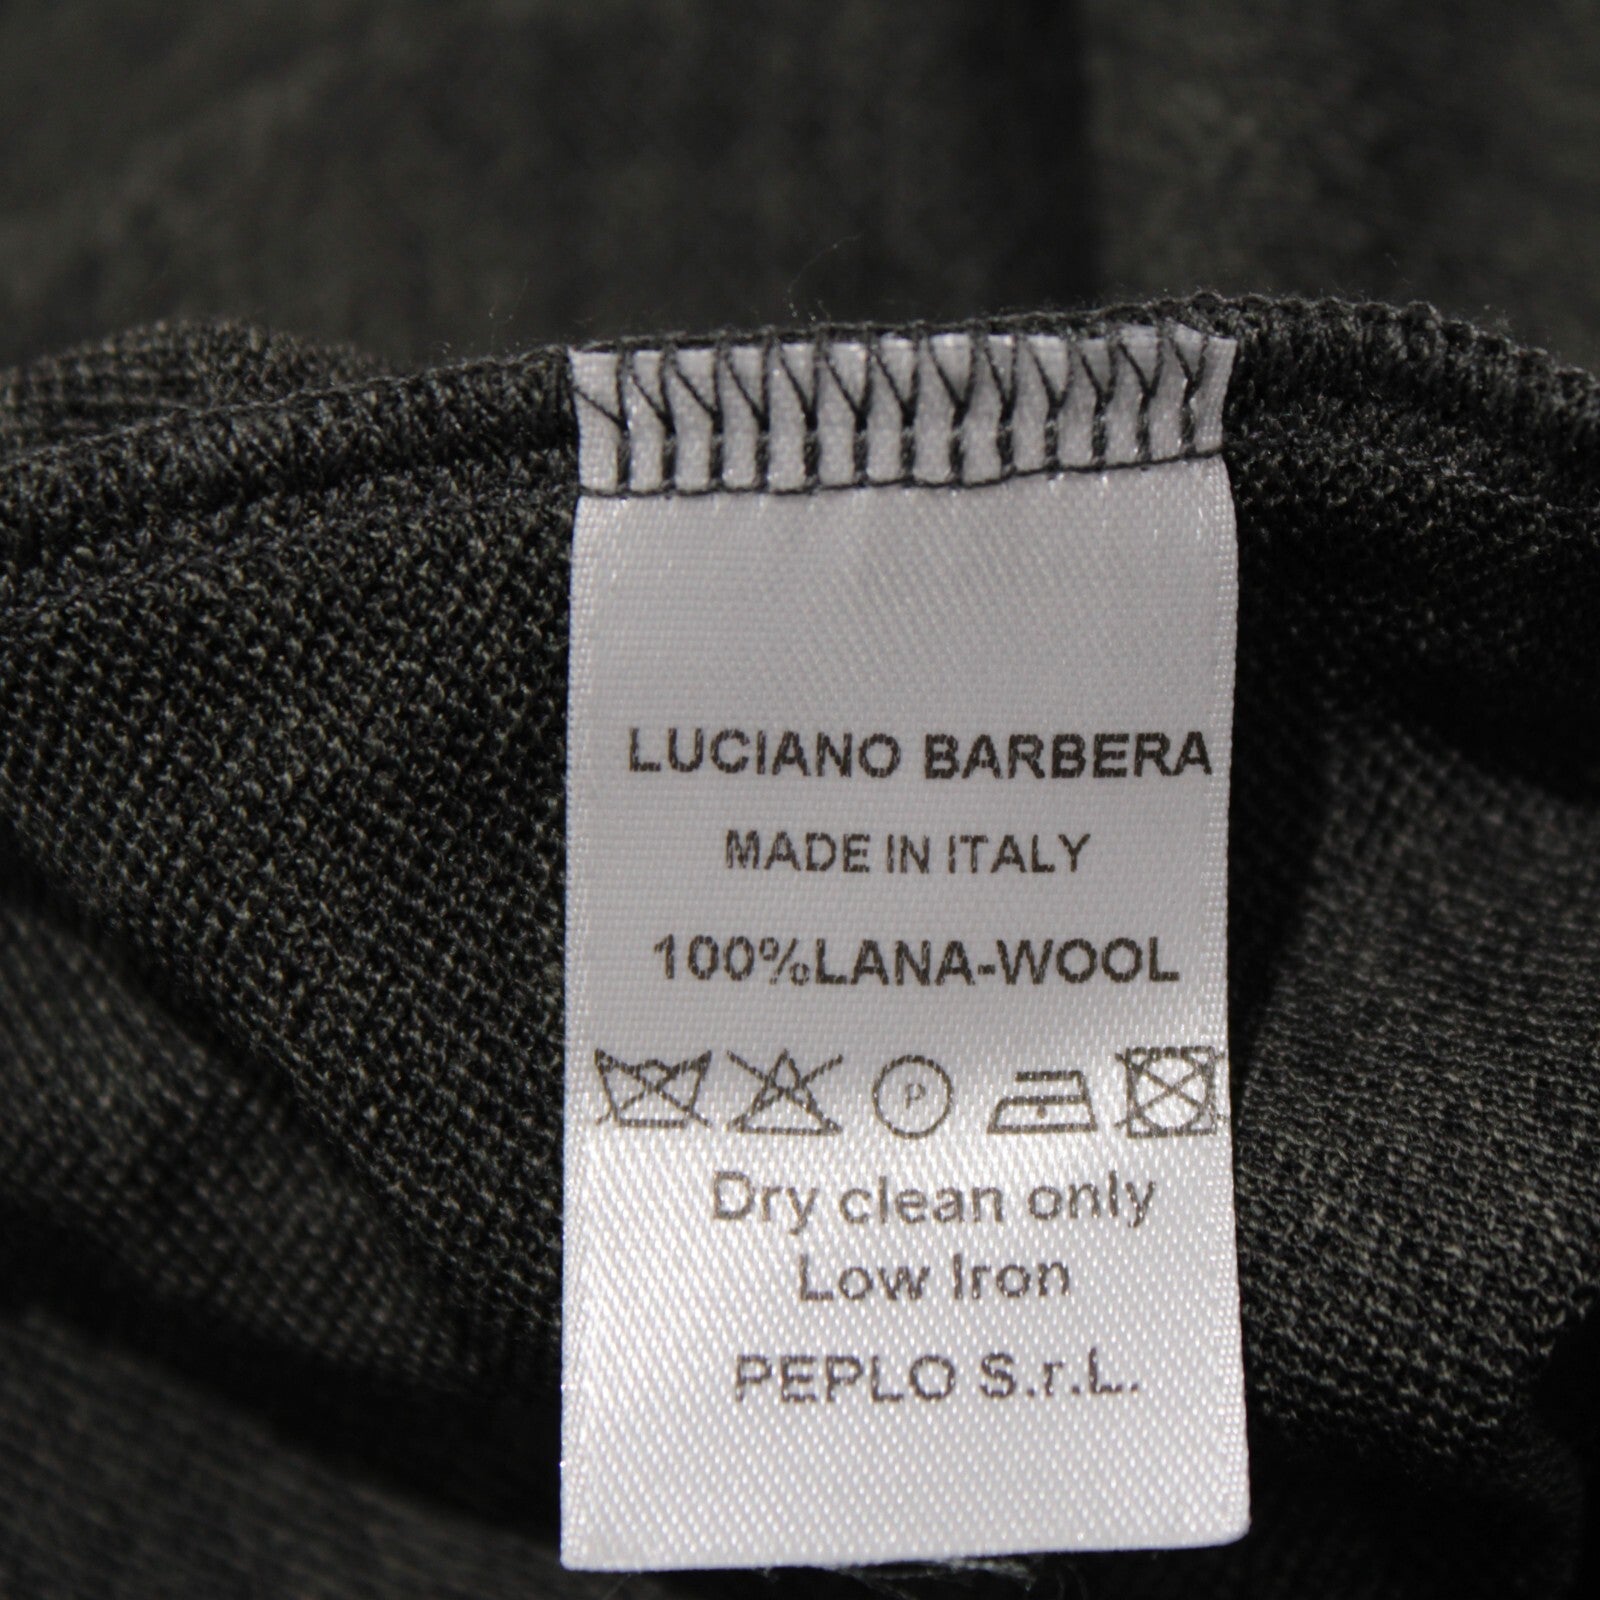 LUCIANO BARBERA
MADE IN ITALY
100%LANA-WOOL
P
Dry clean only
Low Iron
PEPLO S.r.L.